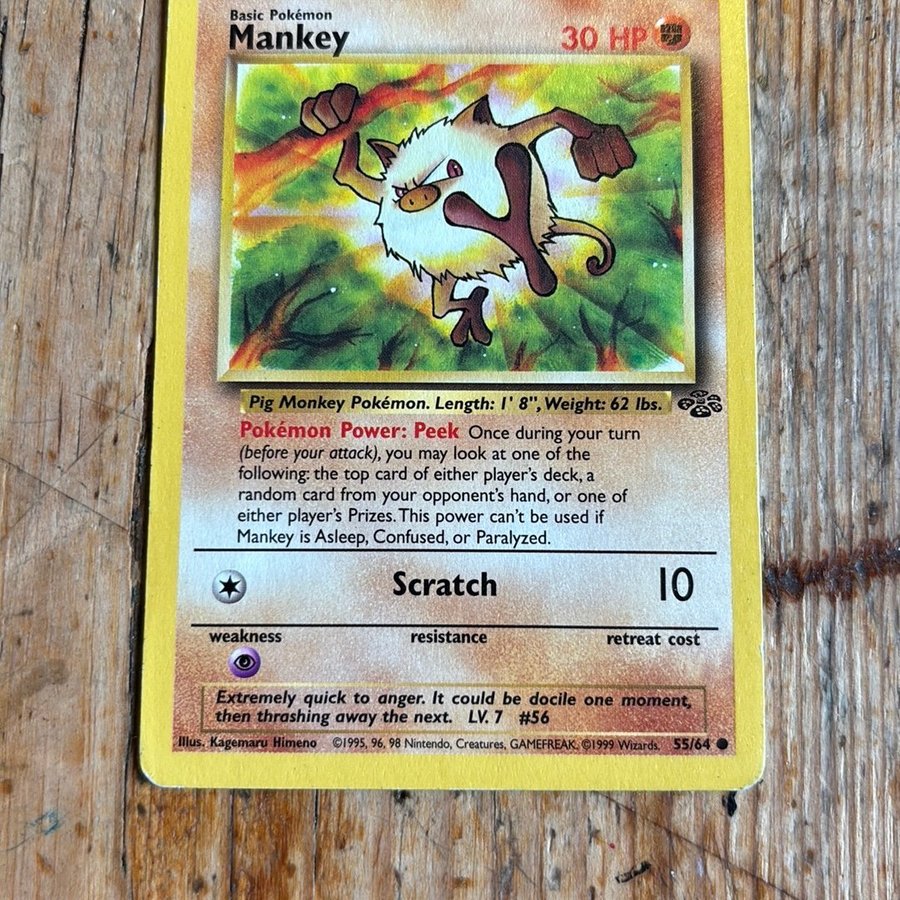 Basic Pokémon
Mankey 30 HP
Pig Monkey Pokémon. Length: 1' 8", Weight: 62 lbs.
Pokémon Power: Peek Once during your turn
(before your attack), you may look at one of the
following: the top card of either player's deck, a
random card from your opponent's hand, or one of
either player's Prizes. This power can't be used if
Mankey is Asleep, Confused, or Paralyzed.
Scratch 10
weakness resistance retreat cost
Extremely quick to anger. It could be docile one moment,
then thrashing away the next. LV. 7 #56
Illus. Kagemaru Himeno ©1995, 96, 98 Nintendo, Creatures, GAMEFREAK. ©1999 Wizards. 55/64